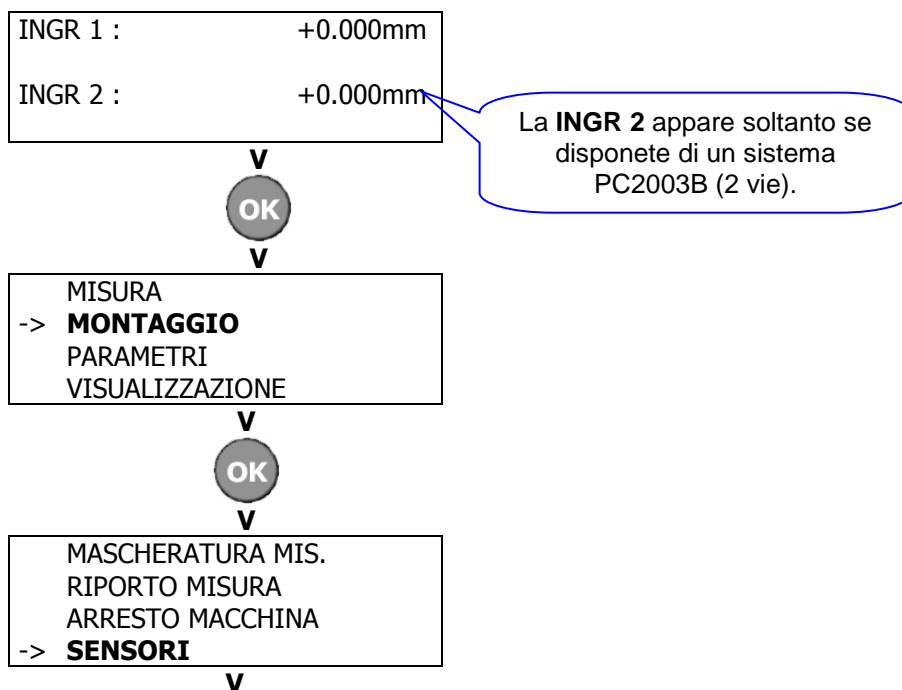 INGR 1 : +0.000mm
INGR 2 : +0.000mm
La INGR 2 appare soltanto se
disponete di un sistema
PC2003B (2 vie).
V
OK
V
MISURA
-> MONTAGGIO
PARAMETRI
VISUALIZZAZIONE
V
OK
V
MASCHERATURA MIS.
RIPORTO MISURA
ARRESTO MACCHINA
-> SENSORI
V